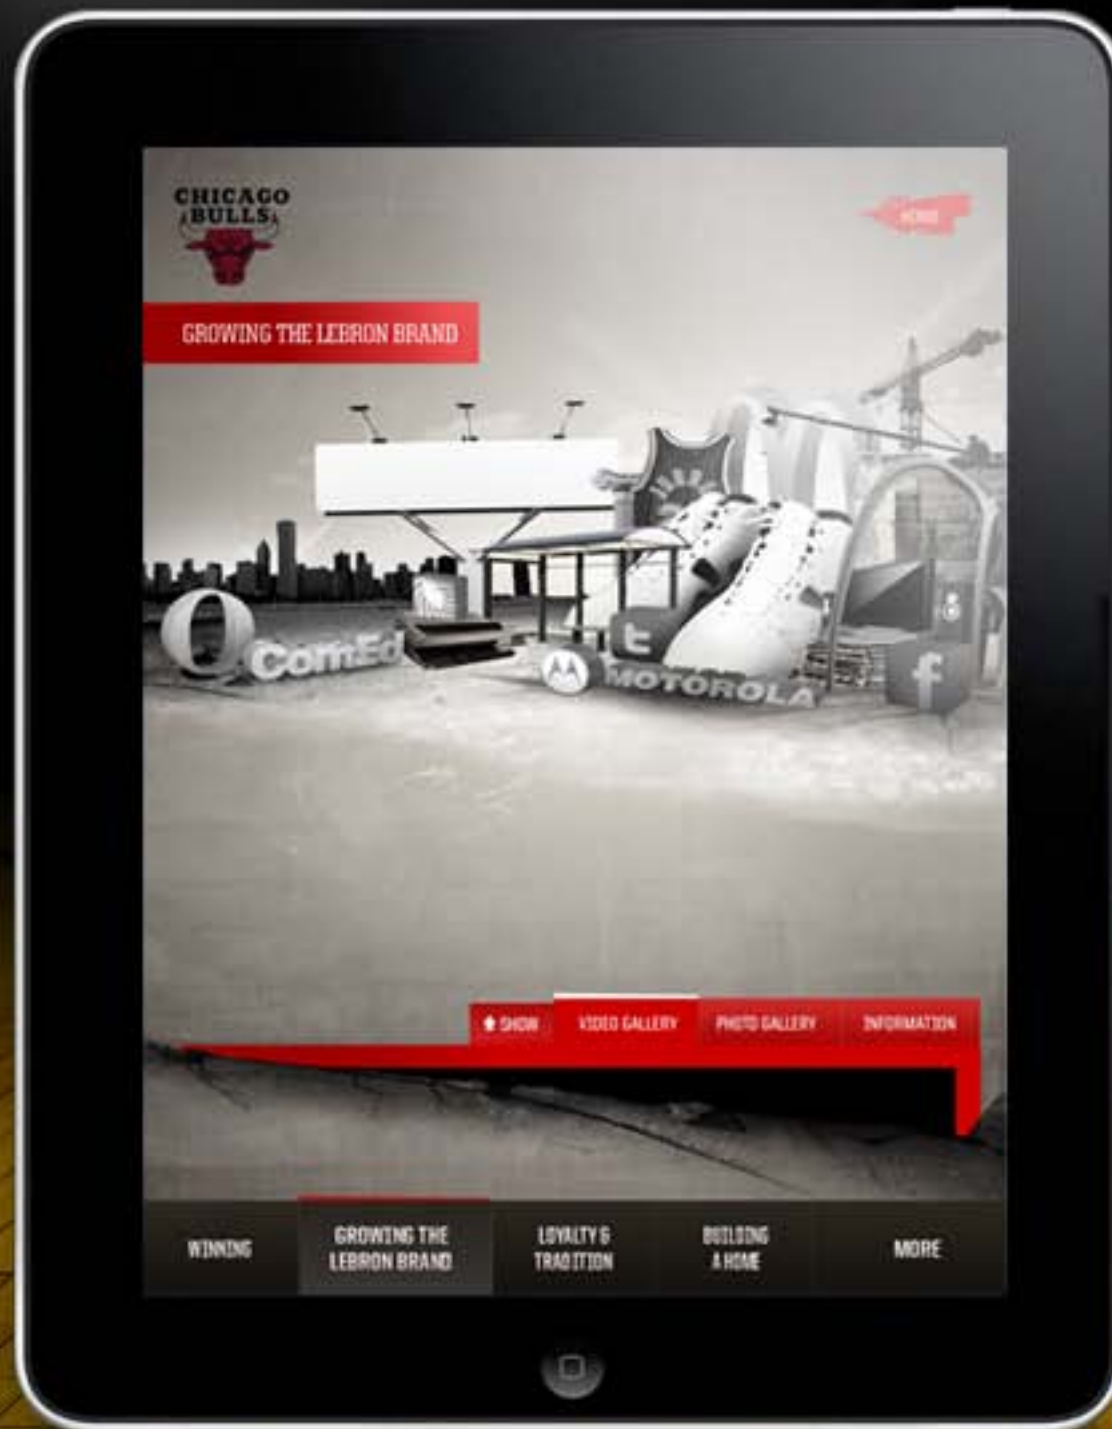 CHICAGO
BULLS
GROWING THE LEBRON BRAND
ComEd
t
MOTOROLA
f
SHOW
VIDEO GALLERY
PHOTO GALLERY
INFORMATION
WINNING
GROWING THE
LEBRON BRAND
LOYALTY &
TRADITION
BUILDING
A HOME
MORE